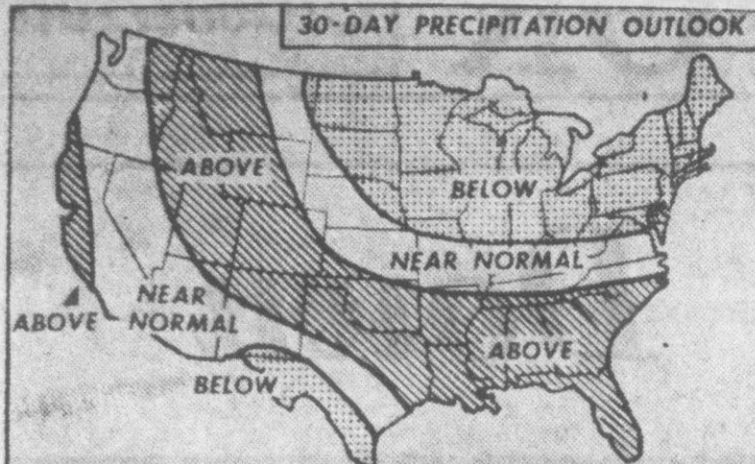 30-DAY PRECIPITATION OUTLOOK
ABOVE
BELOW
NEAR NORMAL
NEAR
NORMAL
ABOVE
ABOVE
BELOW